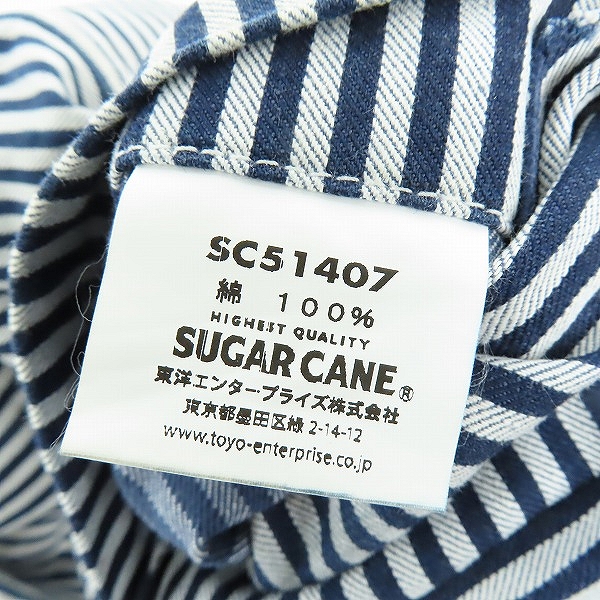 SC51407
綿 100%
HIGHEST QUALITY
SUGAR CANE®
東洋エンタープライズ株式会社
東京都墨田区緑 2-14-12
www.toyo-enterprise.co.jp